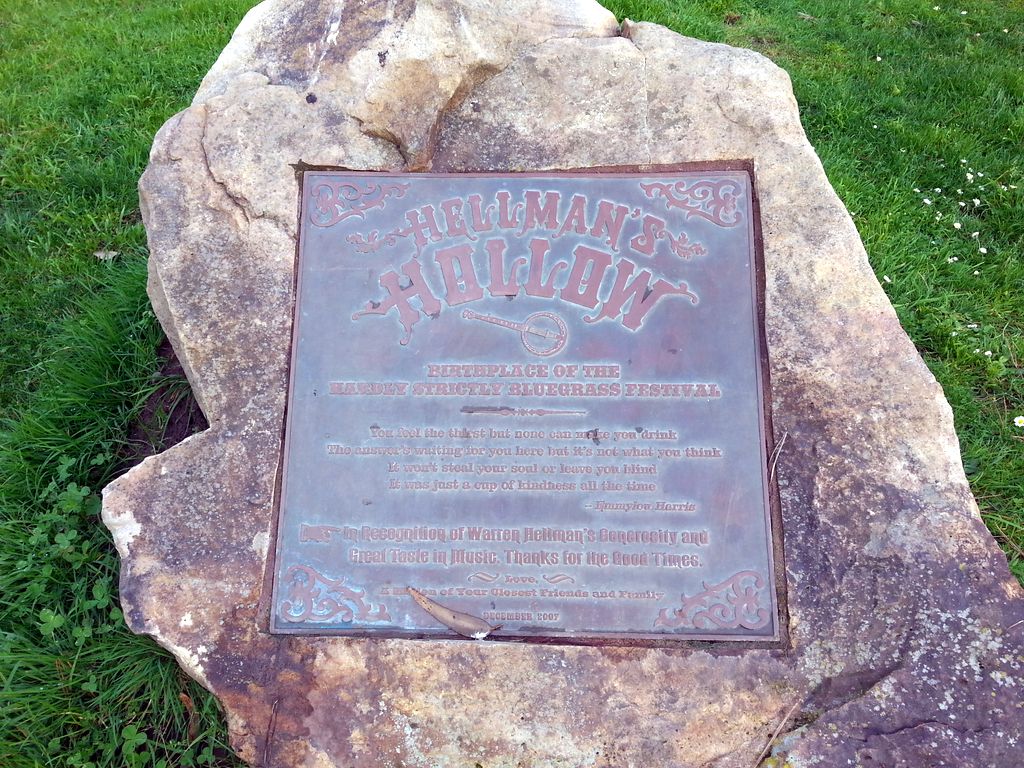 HELLMAN'S
HOLLOW
BIRTHPLACE OF THE
HARDLY STRICTLY BLUEGRASS FESTIVAL
You feel the thirst but none can make you drink
The answer's waiting for you here but it's not what you think
It won't steal your soul or leave you blind
It was just a cup of kindness all the time
-- Emmylou Harris
In Recognition of Warren Hellman's Generosity and
Great Taste in Music. Thanks for the Good Times.
Love,
A Million of Your Closest Friends and Family
DECEMBER 2007